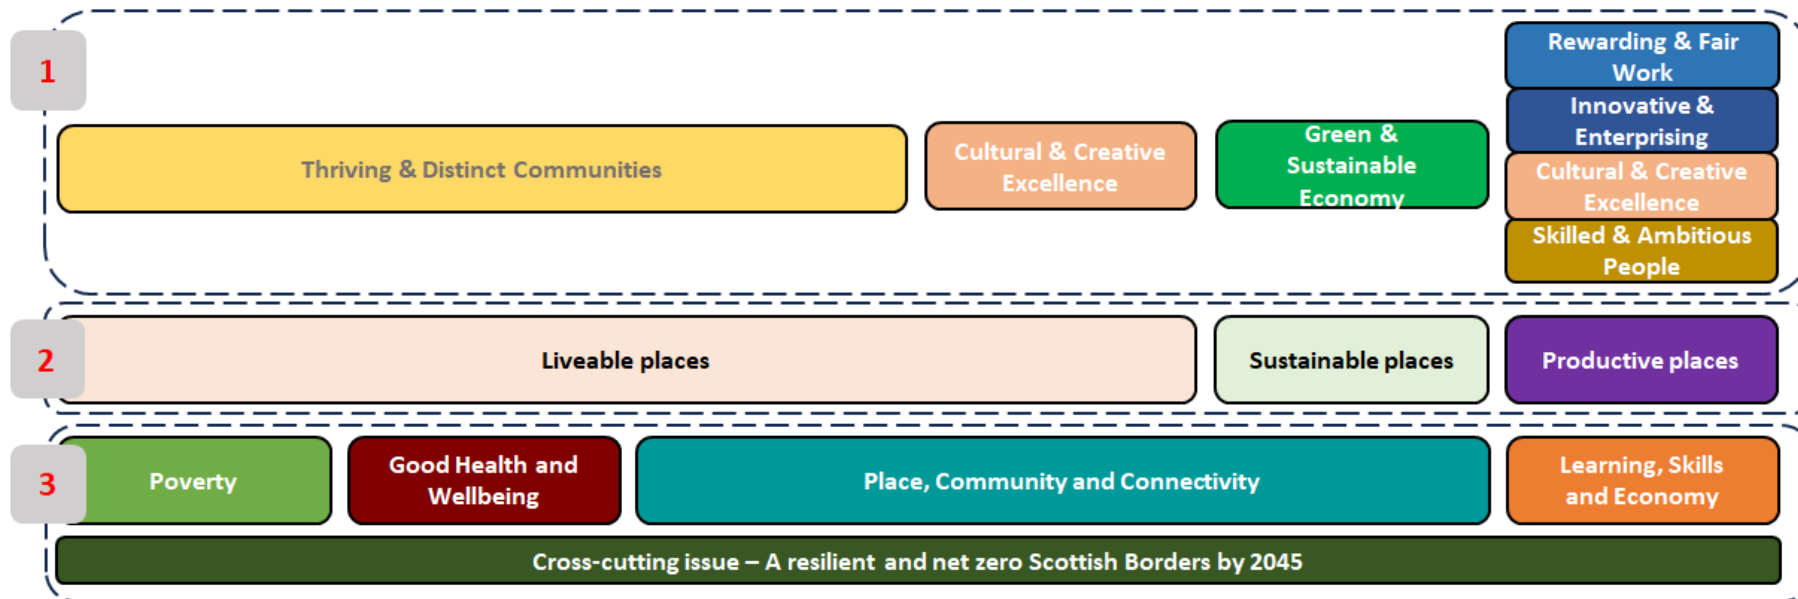 1
Thriving & Distinct Communities
Cultural & Creative
Excellence
Green &
Sustainable
Economy
Rewarding & Fair
Work
Innovative &
Enterprising
Cultural & Creative
Excellence
Skilled & Ambitious
People
2
Liveable places
Sustainable places
Productive places
3
Poverty
Good Health and
Wellbeing
Place, Community and Connectivity
Learning, Skills
and Economy
Cross-cutting issue – A resilient and net zero Scottish Borders by 2045